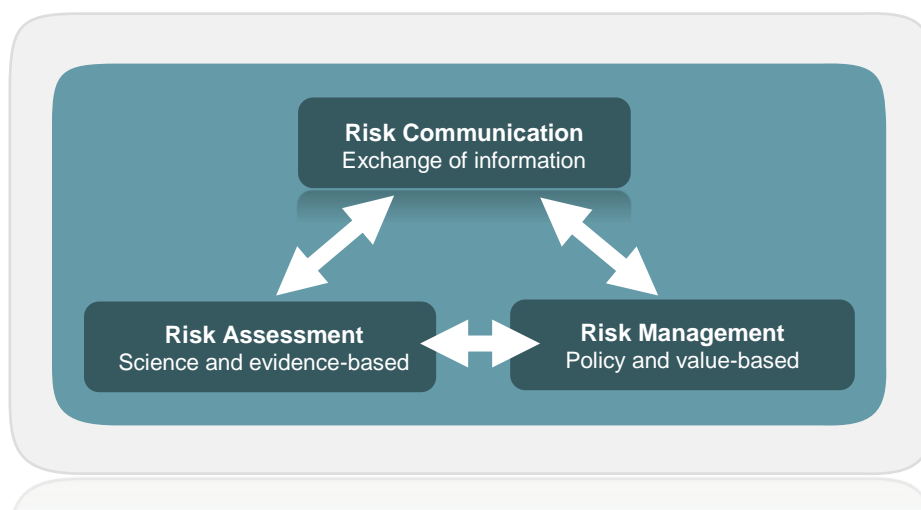 Risk Communication
Exchange of information
Risk Assessment
Science and evidence-based
Risk Management
Policy and value-based